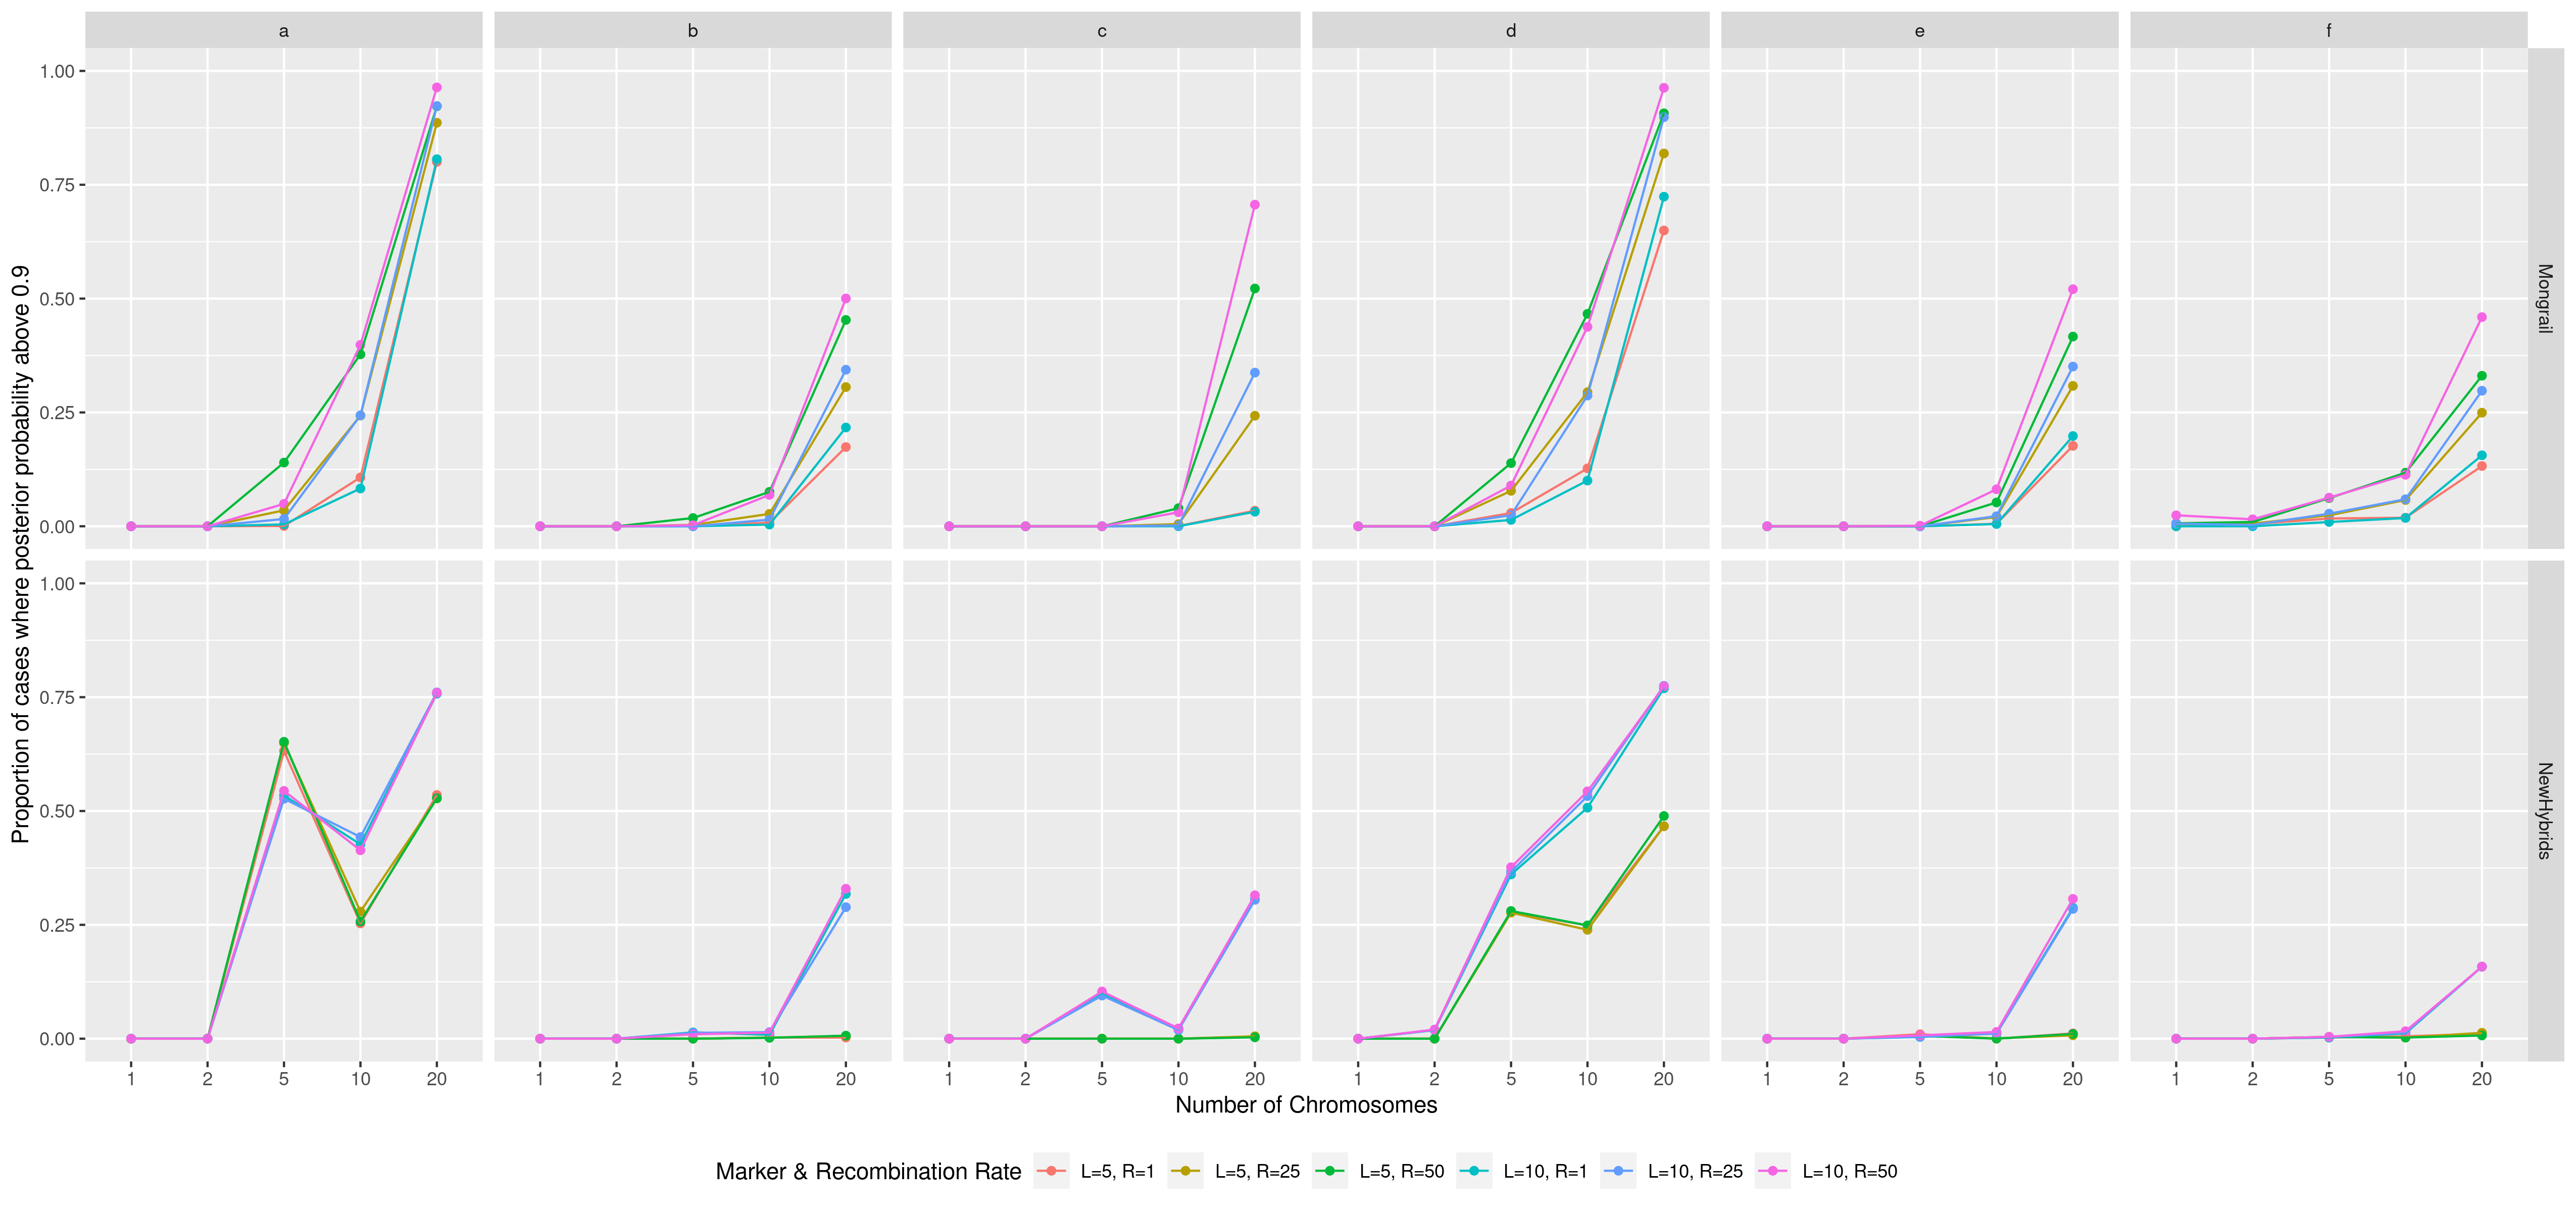 a b c d e f
1.00
0.75
0.50
0.25
0.00
Mongrail
1.00
0.75
0.50
0.25
0.00
NewHybrids
Proportion of cases where posterior probability above 0.9
1 2 5 10 20 1 2 5 10 20 1 2 5 10 20 1 2 5 10 20 1 2 5 10 20 1 2 5 10 20
Number of Chromosomes
Marker & Recombination Rate L=5, R=1 L=5, R=25 L=5, R=50 L=10, R=1 L=10, R=25 L=10, R=50